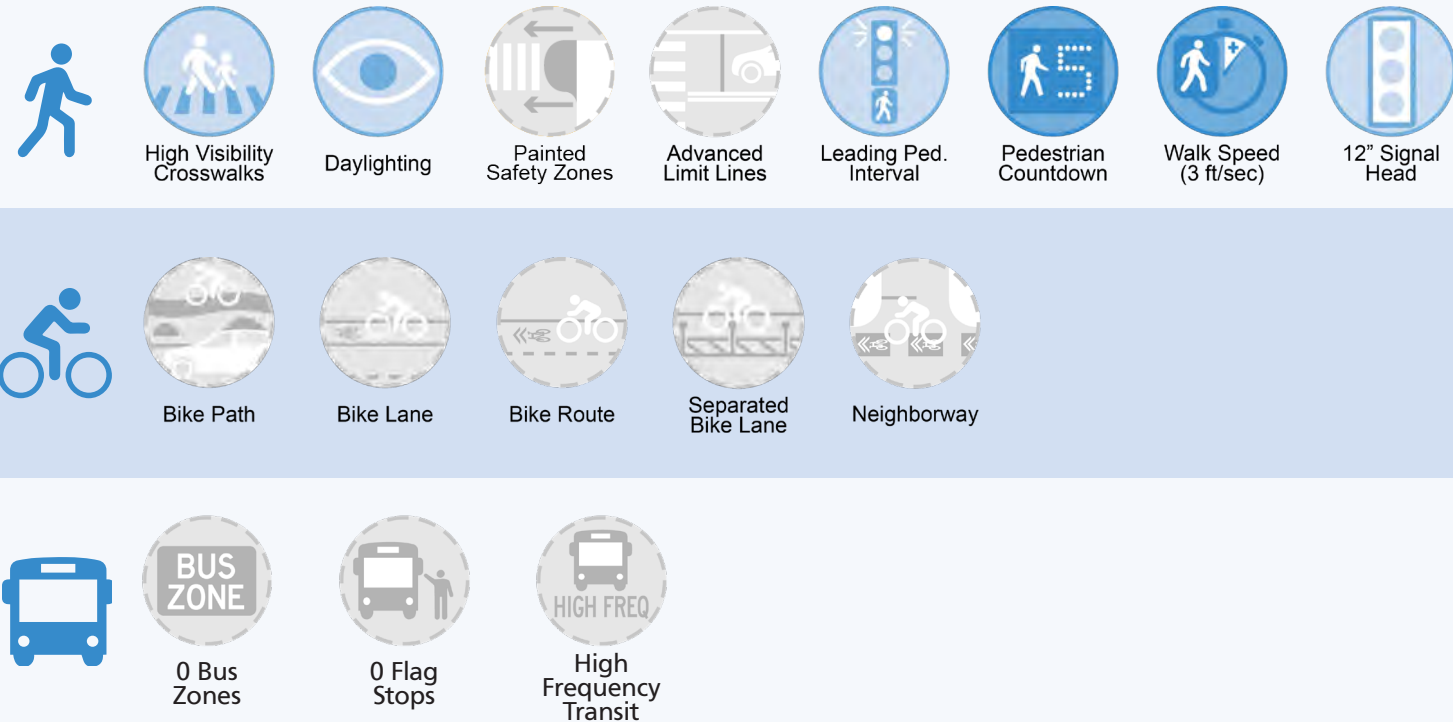 High Visibility
Crosswalks
Daylighting
Painted
Safety Zones
Advanced
Limit Lines
Leading Ped.
Interval
5
Pedestrian
Countdown
Walk Speed
(3 ft/sec)
12” Signal
Head
Bike Path
Bike Lane
Bike Route
Separated
Bike Lane
Neighborway
BUS
ZONE
0 Bus
Zones
0 Flag
Stops
HIGH FREQ
High
Frequency
Transit